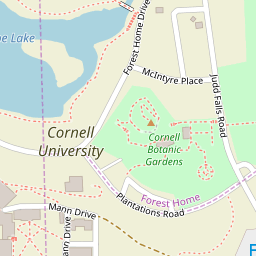 Lake
Forest Home Drive
McIntyre Place
Judd Falls Road
Cornell
University
Cornell
Botanic
Gardens
Forest Home
Plantations Road
Mann Drive
Mann Drive
F